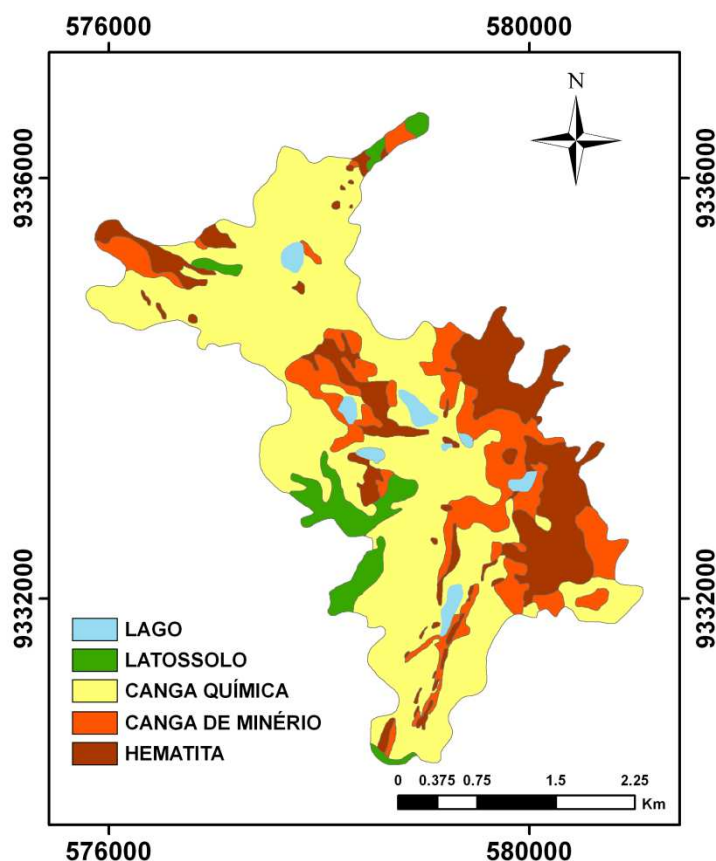 576000 580000
N
9336000 9336000
9332000 9332000
LAGO
LATOSSOLO
CANGA QUÍMICA
CANGA DE MINÉRIO
HEMATITA
0 0.375 0.75 1.5 2.25
Km
576000 580000